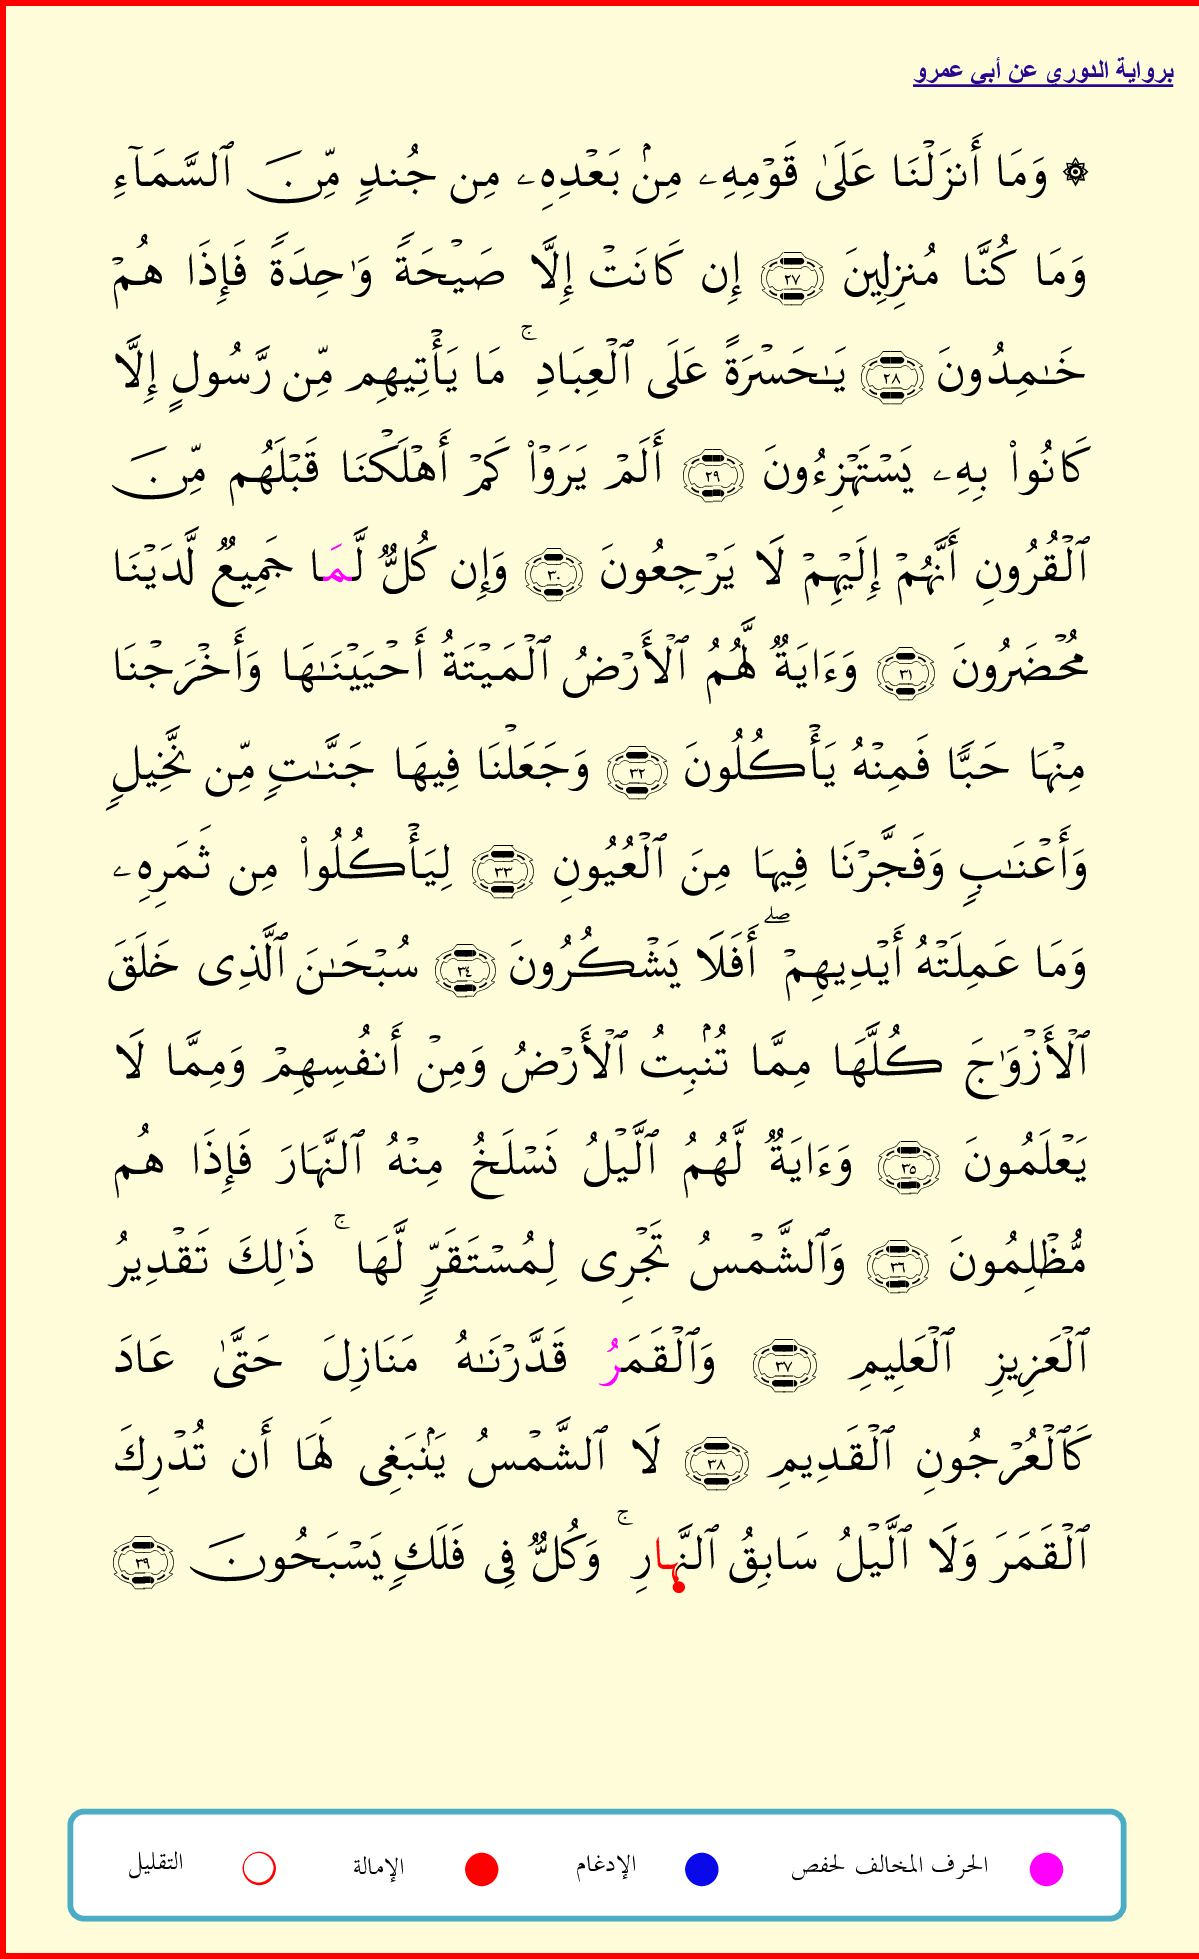 برواية الدوري عن أبي عمرو
۞ وَمَا أَنزَلْنَا عَلَىٰ قَوْمِهِۦ مِنۢ بَعْدِهِۦ مِن جُندٍ مِّنَ ٱلسَّمَآءِ
وَمَا كُنَّا مُنزِلِينَ ٢٧ إِن كَانَتْ إِلَّا صَيْحَةً وَٰحِدَةً فَإِذَا هُمْ
خَـٰمِدُونَ ٢٨ يَـٰحَسْرَةً عَلَى ٱلْعِبَادِ ۚ مَا يَأْتِيهِم مِّن رَّسُولٍ إِلَّا
كَانُوا۟ بِهِۦ يَسْتَهْزِءُونَ ٢٩ أَلَمْ يَرَوْا۟ كَمْ أَهْلَكْنَا قَبْلَهُم مِّنَ
ٱلْقُرُونِ أَنَّهُمْ إِلَيْهِمْ لَا يَرْجِعُونَ ٣٠ وَإِن كُلٌّ لَّمَا جَمِيعٌ لَّدَيْنَا
مُحْضَرُونَ ٣١ وَءَايَةٌ لَّهُمُ ٱلْأَرْضُ ٱلْمَيْتَةُ أَحْيَيْنَـٰهَا وَأَخْرَجْنَا
مِنْهَا حَبًّا فَمِنْهُ يَأْكُلُونَ ٣٢ وَجَعَلْنَا فِيهَا جَنَّـٰتٍ مِّن نَّخِيلٍ
وَأَعْنَـٰبٍ وَفَجَّرْنَا فِيهَا مِنَ ٱلْعُيُونِ ٣٣ لِيَأْكُلُوا۟ مِن ثَمَرِهِۦ
وَمَا عَمِلَتْهُ أَيْدِيهِمْ ۖ أَفَلَا يَشْكُرُونَ ٣٤ سُبْحَـٰنَ ٱلَّذِى خَلَقَ
ٱلْأَزْوَٰجَ كُلَّهَا مِمَّا تُنۢبِتُ ٱلْأَرْضُ وَمِنْ أَنفُسِهِمْ وَمِمَّا لَا
يَعْلَمُونَ ٣٥ وَءَايَةٌ لَّهُمُ ٱلَّيْلُ نَسْلَخُ مِنْهُ ٱلنَّهَارَ فَإِذَا هُم
مُّظْلِمُونَ ٣٦ وَٱلشَّمْسُ تَجْرِى لِمُسْتَقَرٍّ لَّهَا ۚ ذَٰلِكَ تَقْدِيرُ
ٱلْعَزِيزِ ٱلْعَلِيمِ ٣٧ وَٱلْقَمَرُ قَدَّرْنَـٰهُ مَنَازِلَ حَتَّىٰ عَادَ
كَٱلْعُرْجُونِ ٱلْقَدِيمِ ٣٨ لَا ٱلشَّمْسُ يَنۢبَغِى لَهَا أَن تُدْرِكَ
ٱلْقَمَرَ وَلَا ٱلَّيْلُ سَابِقُ ٱلنَّهَارِ ۚ وَكُلٌّ فِى فَلَكٍ يَسْبَحُونَ ٣٩
الحرف المخالف لحفص الإدغام الإمالة التقليل